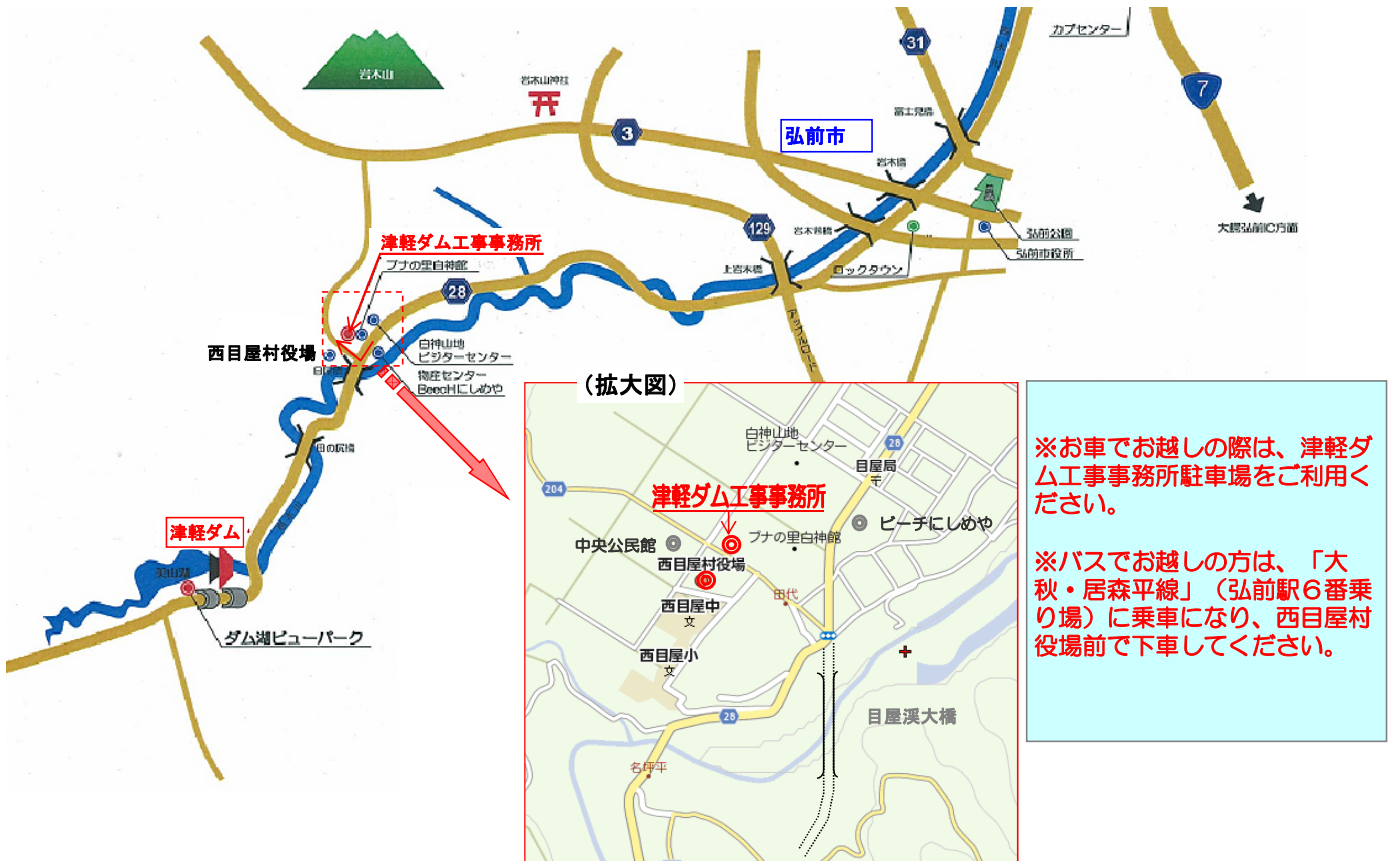 カブセンター
31
7
岩木山
岩木山神社
3
弘前市
富士見橋
岩木橋
129
岩木茜橋
弘前公園
大鰐弘前IC方面
津軽ダム工事事務所
ブナの里白神館
上岩木橋
ロックタウン
弘前市役所
28
アップルロード
西目屋村役場
白神山地
ビジターセンター
物産センター
BeecHにしめや
津軽ダム
美山湖
ダム湖ビューパーク
（拡大図）
白神山地
ビジターセンター
28
目屋局
〒
204
津軽ダム工事事務所
ビーチにしめや
中央公民館
ブナの里白神館
西目屋村役場
田代
西目屋中
文
西目屋小
文
28
目屋渓大橋
名坪平
※お車でお越しの際は、津軽ダ
ム工事事務所駐車場をご利用く
ださい。
※バスでお越しの方は、「大
秋・居森平線」（弘前駅６番乗
り場）に乗車になり、西目屋村
役場前で下車してください。